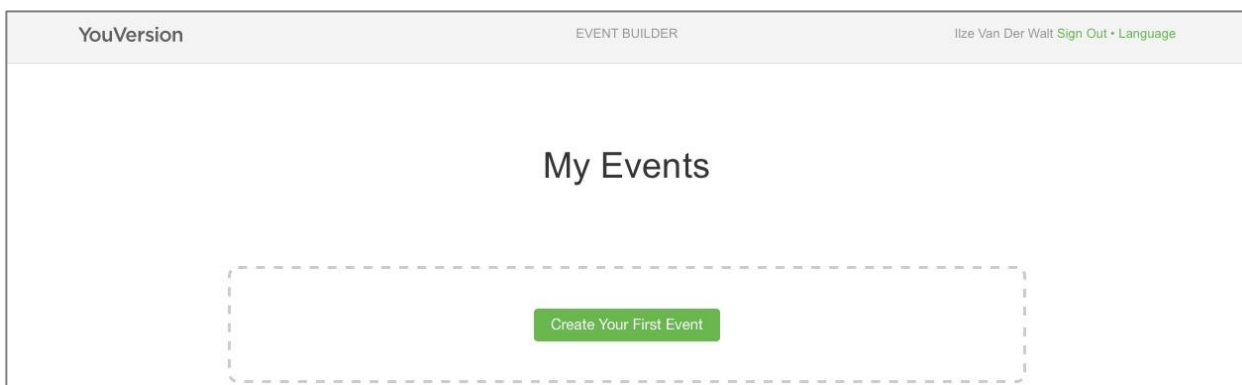 YouVersion EVENT BUILDER Ilze Van Der Walt Sign Out • Language
My Events
Create Your First Event